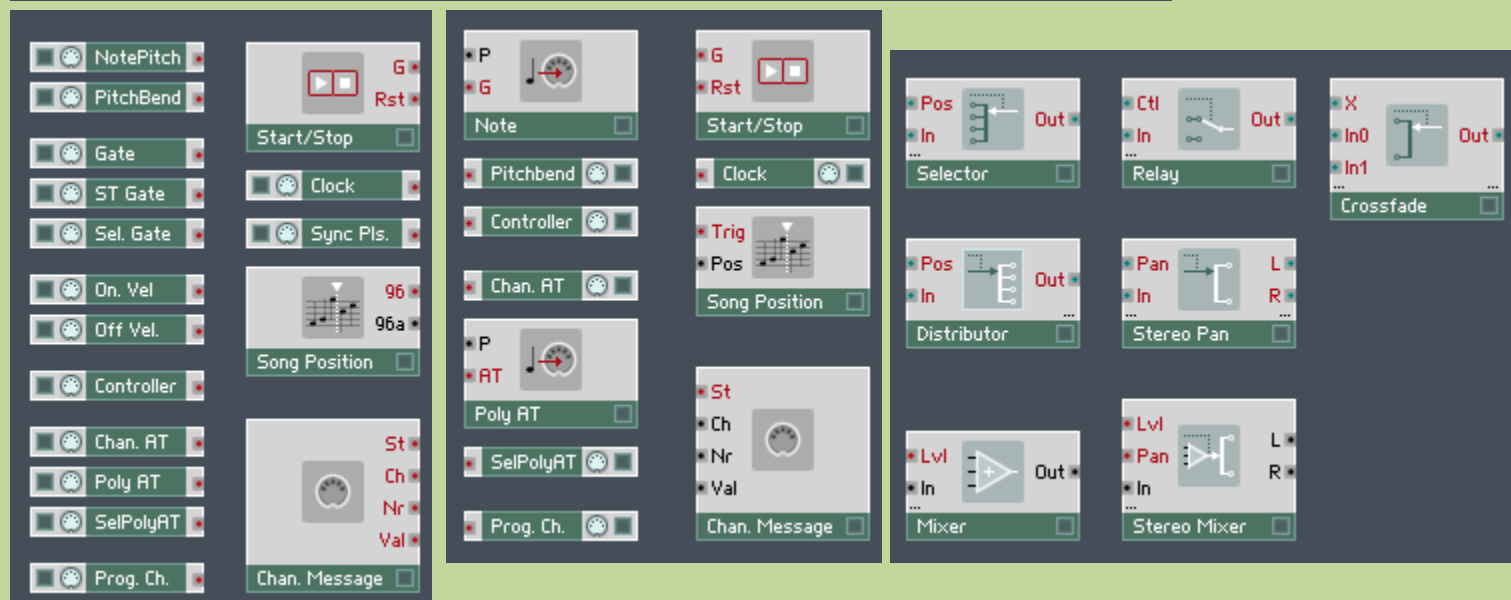 NotePitch
PitchBend
Gate
ST Gate
Sel. Gate
On. Vel
Off Vel.
Controller
Chan. AT
Poly AT
SelPolyAT
Prog. Ch.
G
Rst
Start/Stop
Clock
Sync Pls.
96
96a
Song Position
St
Ch
Nr
Val
Chan. Message
P
G
Note
Pitchbend
Controller
Chan. AT
P
AT
Poly AT
SelPolyAT
Prog. Ch.
G
Rst
Start/Stop
Clock
Trig
Pos
Song Position
St
Ch
Nr
Val
Chan. Message
Pos
In
...
Out
Selector
Ctl
In
...
Out
Relay
X
In0
In1
...
Out
...
Crossfade
Pos
In
Out
...
Distributor
Pan
In
...
L
R
...
Stereo Pan
Lvl
In
...
Out
Mixer
Lvl
Pan
In
...
L
R
Stereo Mixer